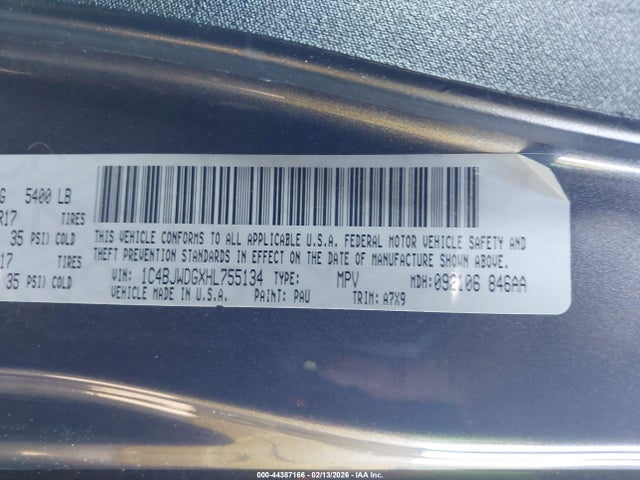 G 5400 LB
R17 TIRES
35 PSI) COLD
17 TIRES
35 PSI) COLD
THIS VEHICLE CONFORMS TO ALL APPLICABLE U.S.A. FEDERAL MOTOR VEHICLE SAFETY AND
THEFT PREVENTION STANDARDS IN EFFECT ON THE DATE OF MANUFACTURE SHOWN ABOVE.
VIN: 1C4BJWDGXHL755134 TYPE: MPV MDH: 092106 846AA
VEHICLE MADE IN U.S.A. PAINT: PAU TRIM: A7X9
000-44387166 - 02/13/2026 - IAA Inc.